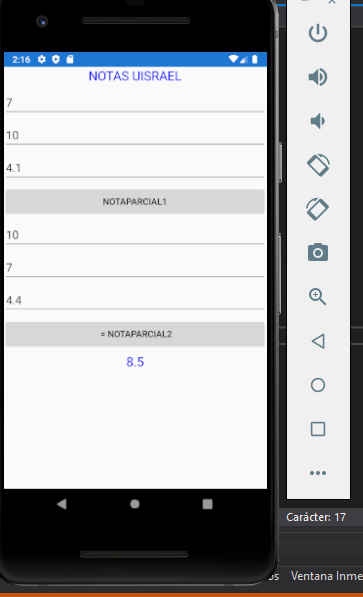 2:16
NOTAS UISRAEL
7
10
4.1
NOTAPARCIAL1
10
7
4.4
= NOTAPARCIAL2
8.5
Carácter: 17
os Ventana Inme